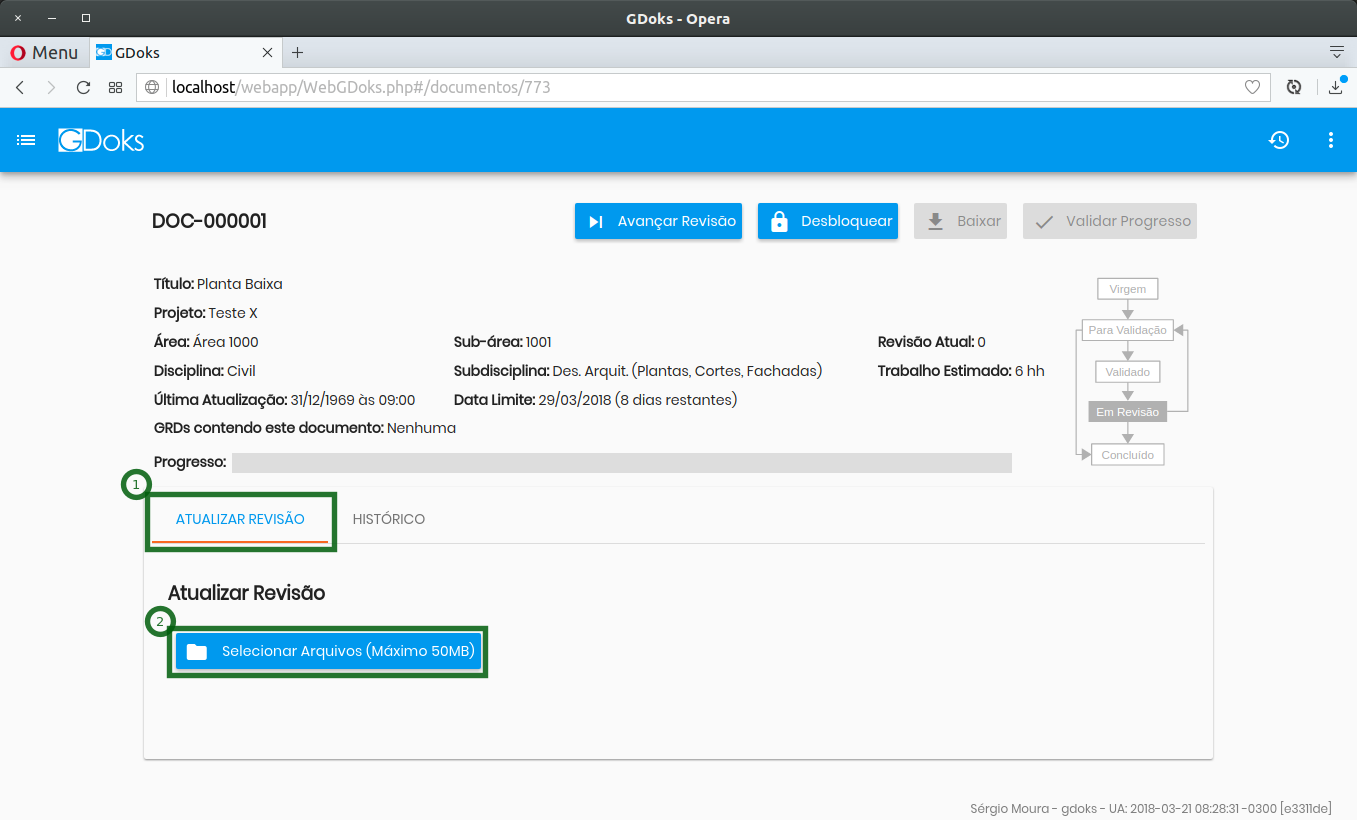 GDoks - Opera
Menu
GD GDoks
localhost/webapp/WebGDoks.php#/documentos/773
GDoks
DOC-000001
Avançar Revisão
Desbloquear
Baixar
Validar Progresso
Título: Planta Baixa
Projeto: Teste X
Área: Área 1000 Sub-área: 1001 Revisão Atual: 0
Disciplina: Civil Subdisciplina: Des. Arquit. (Plantas, Cortes, Fachadas) Trabalho Estimado: 6 hh
Última Atualização: 31/12/1969 às 09:00 Data Limite: 29/03/2018 (8 dias restantes)
GRDs contendo este documento: Nenhuma
Progresso:
Virgem
Para Validação
Validado
Em Revisão
Concluído
1
ATUALIZAR REVISÃO HISTÓRICO
Atualizar Revisão
2
Selecionar Arquivos (Máximo 50MB)
Sérgio Moura - gdoks - UA: 2018-03-21 08:28:31 -0300 [e3311de]